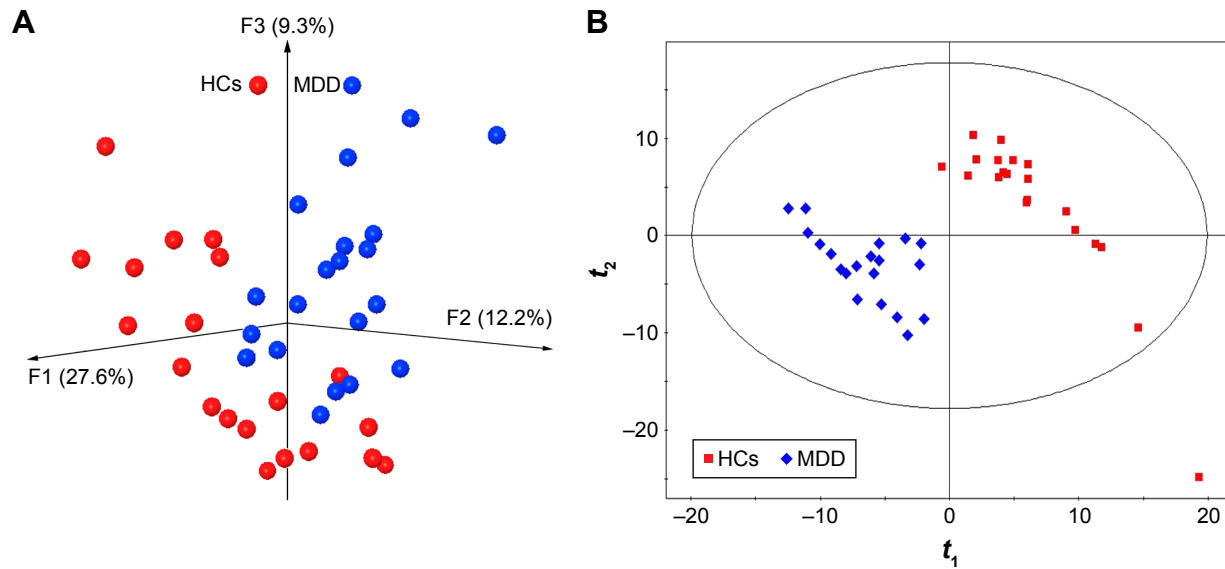 A
F3 (9.3%)
HCs
MDD
F2 (12.2%)
F1 (27.6%)
B
10
0
–10
–20
t2
HCs
MDD
–20
–10
0
10
20
t1